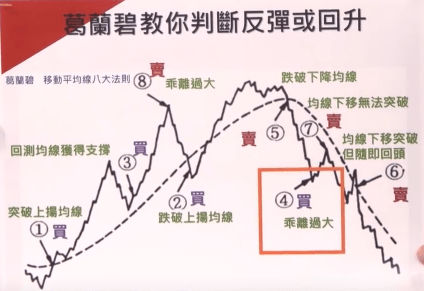 葛蘭碧教你判斷反彈或回升
葛蘭碧 移動平均線八大法則
⑧
賣
乖離過大
跌破下降均線
均線下移無法突破
⑤
賣
⑦
賣
均線下移突破
但隨即回頭
⑥
賣
回測均線獲得支撐
③
買
②
買
跌破上揚均線
④
買
乖離過大
突破上揚均線
①
買